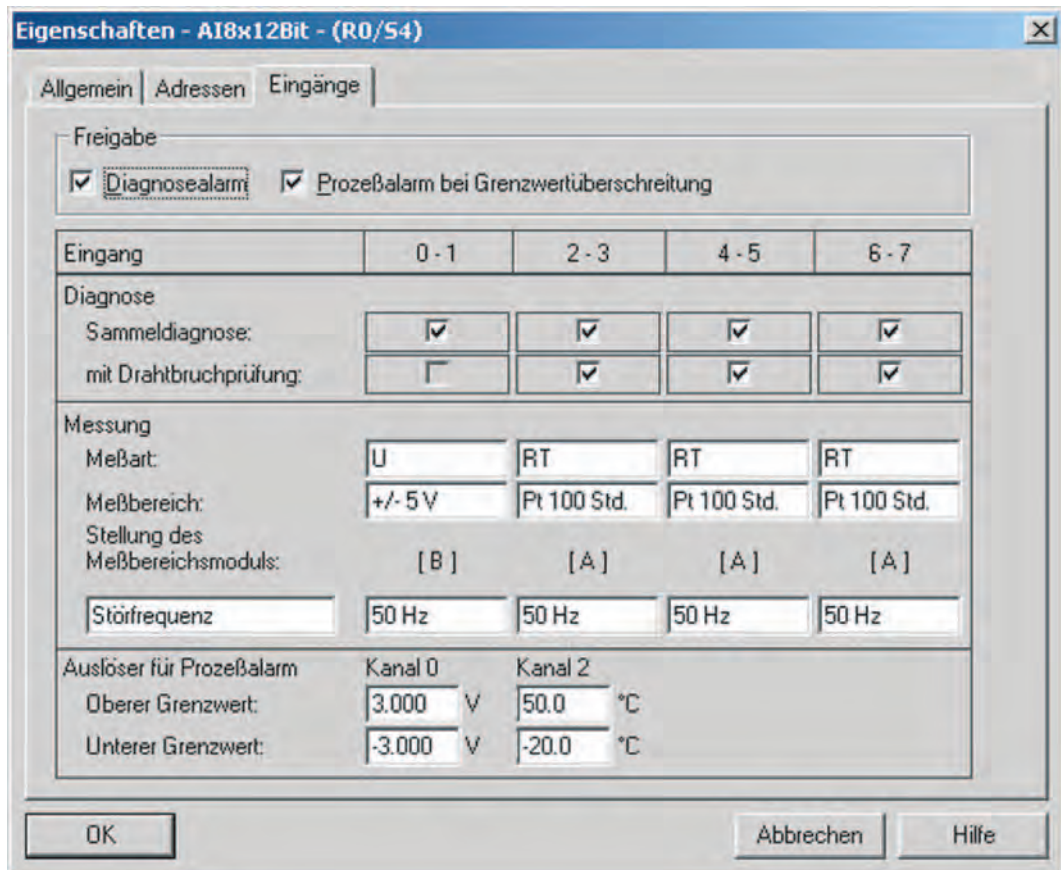 Eigenschaften - AI8x12Bit - (R0/S4)
Allgemein Adressen Eingänge
Freigabe
Diagnosealarm Prozeßalarm bei Grenzwertüberschreitung
Eingang 0 - 1 2 - 3 4 - 5 6 - 7
Diagnose
Sammeldiagnose:
mit Drahtbruchprüfung:
Messung
Meßart: U RT RT RT
Meßbereich: +/- 5 V Pt 100 Std. Pt 100 Std. Pt 100 Std.
Stellung des
Meßbereichsmoduls: [ B ] [ A ] [ A ] [ A ]
Störfrequenz 50 Hz 50 Hz 50 Hz 50 Hz
Auslöser für Prozeßalarm Kanal 0 Kanal 2
Oberer Grenzwert: 3.000 V 50.0 °C
Unterer Grenzwert: -3.000 V -20.0 °C
OK Abbrechen Hilfe